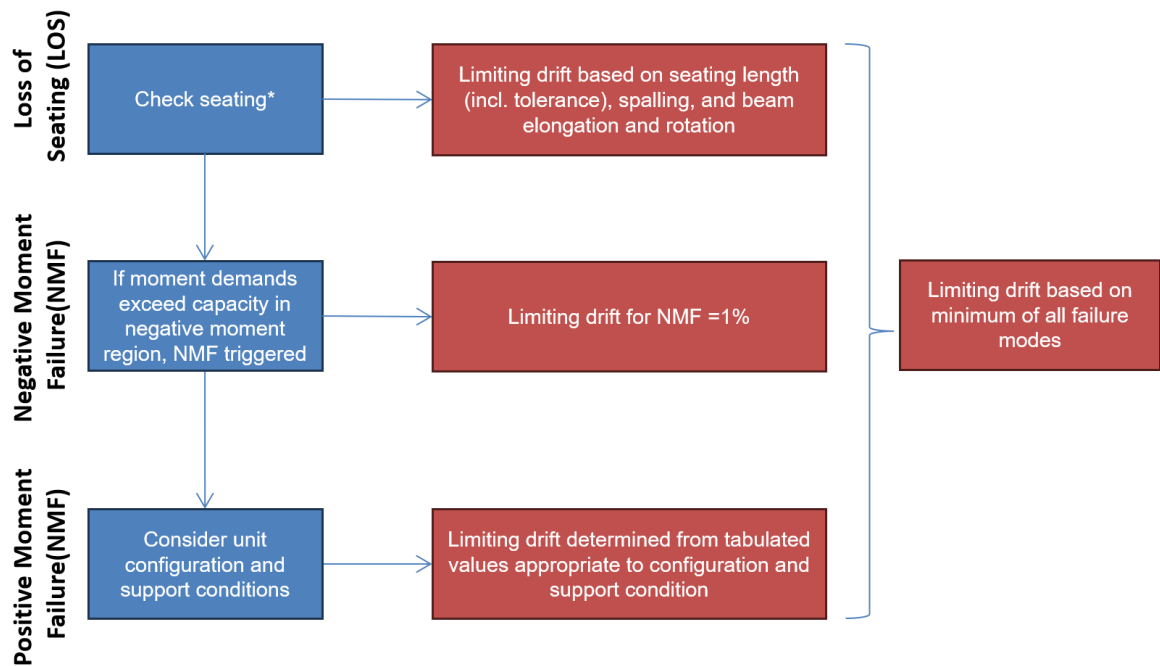 Loss of
Seating (LOS)
Check seating*
Limiting drift based on seating length
(incl. tolerance), spalling, and beam
elongation and rotation
Negative Moment
Failure(NMF)
If moment demands
exceed capacity in
negative moment
region, NMF triggered
Limiting drift for NMF =1%
Limiting drift based on
minimum of all failure
modes
Positive Moment
Failure(NMF)
Consider unit
configuration and
support conditions
Limiting drift determined from tabulated
values appropriate to configuration and
support condition